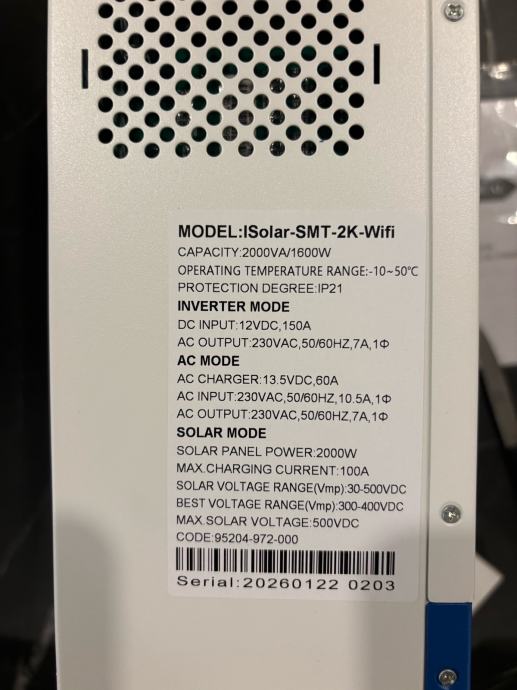 MODEL:ISolar-SMT-2K-Wifi
CAPACITY:2000VA/1600W
OPERATING TEMPERATURE RANGE:-10~50℃
PROTECTION DEGREE:IP21
INVERTER MODE
DC INPUT:12VDC,150A
AC OUTPUT:230VAC,50/60HZ,7A,1Φ
AC MODE
AC CHARGER:13.5VDC,60A
AC INPUT:230VAC,50/60HZ,10.5A,1Φ
AC OUTPUT:230VAC,50/60HZ,7A,1Φ
SOLAR MODE
SOLAR PANEL POWER:2000W
MAX.CHARGING CURRENT:100A
SOLAR VOLTAGE RANGE(Vmp):30-500VDC
BEST VOLTAGE RANGE(Vmp):300-400VDC
MAX.SOLAR VOLTAGE:500VDC
CODE:95204-972-000
Serial:20260122 0203